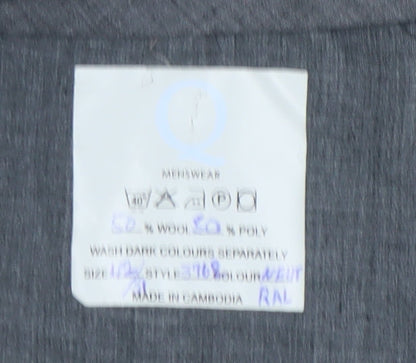 Q
MENSWEAR
40 P
50 % WOOL 50 % POLY
WASH DARK COLOURS SEPARATELY
SIZE 42/ STYLE 3768 COLOUR NEUT
MADE IN CAMBODIA RAL